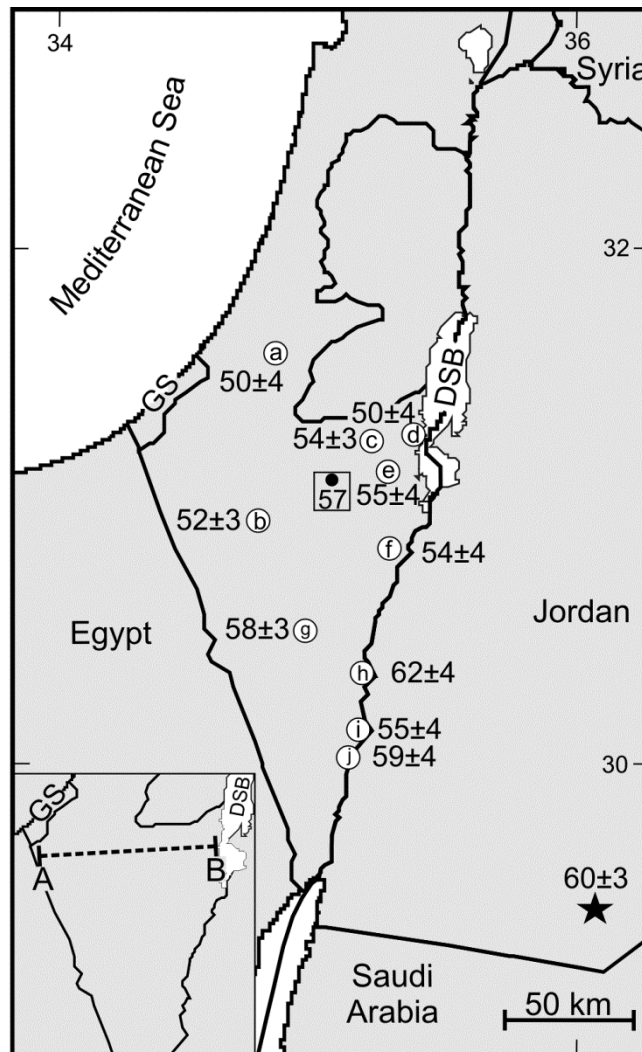 34
36
Syria
Mediterranean Sea
32
a
50±4
GS
DSB
50±4
54±3 c
d
e
57
55±4
52±3 b
f
54±4
Egypt
58±3 g
Jordan
h 62±4
i 55±4
j 59±4
30
GS
DSB
A
B
60±3
Saudi
Arabia
50 km